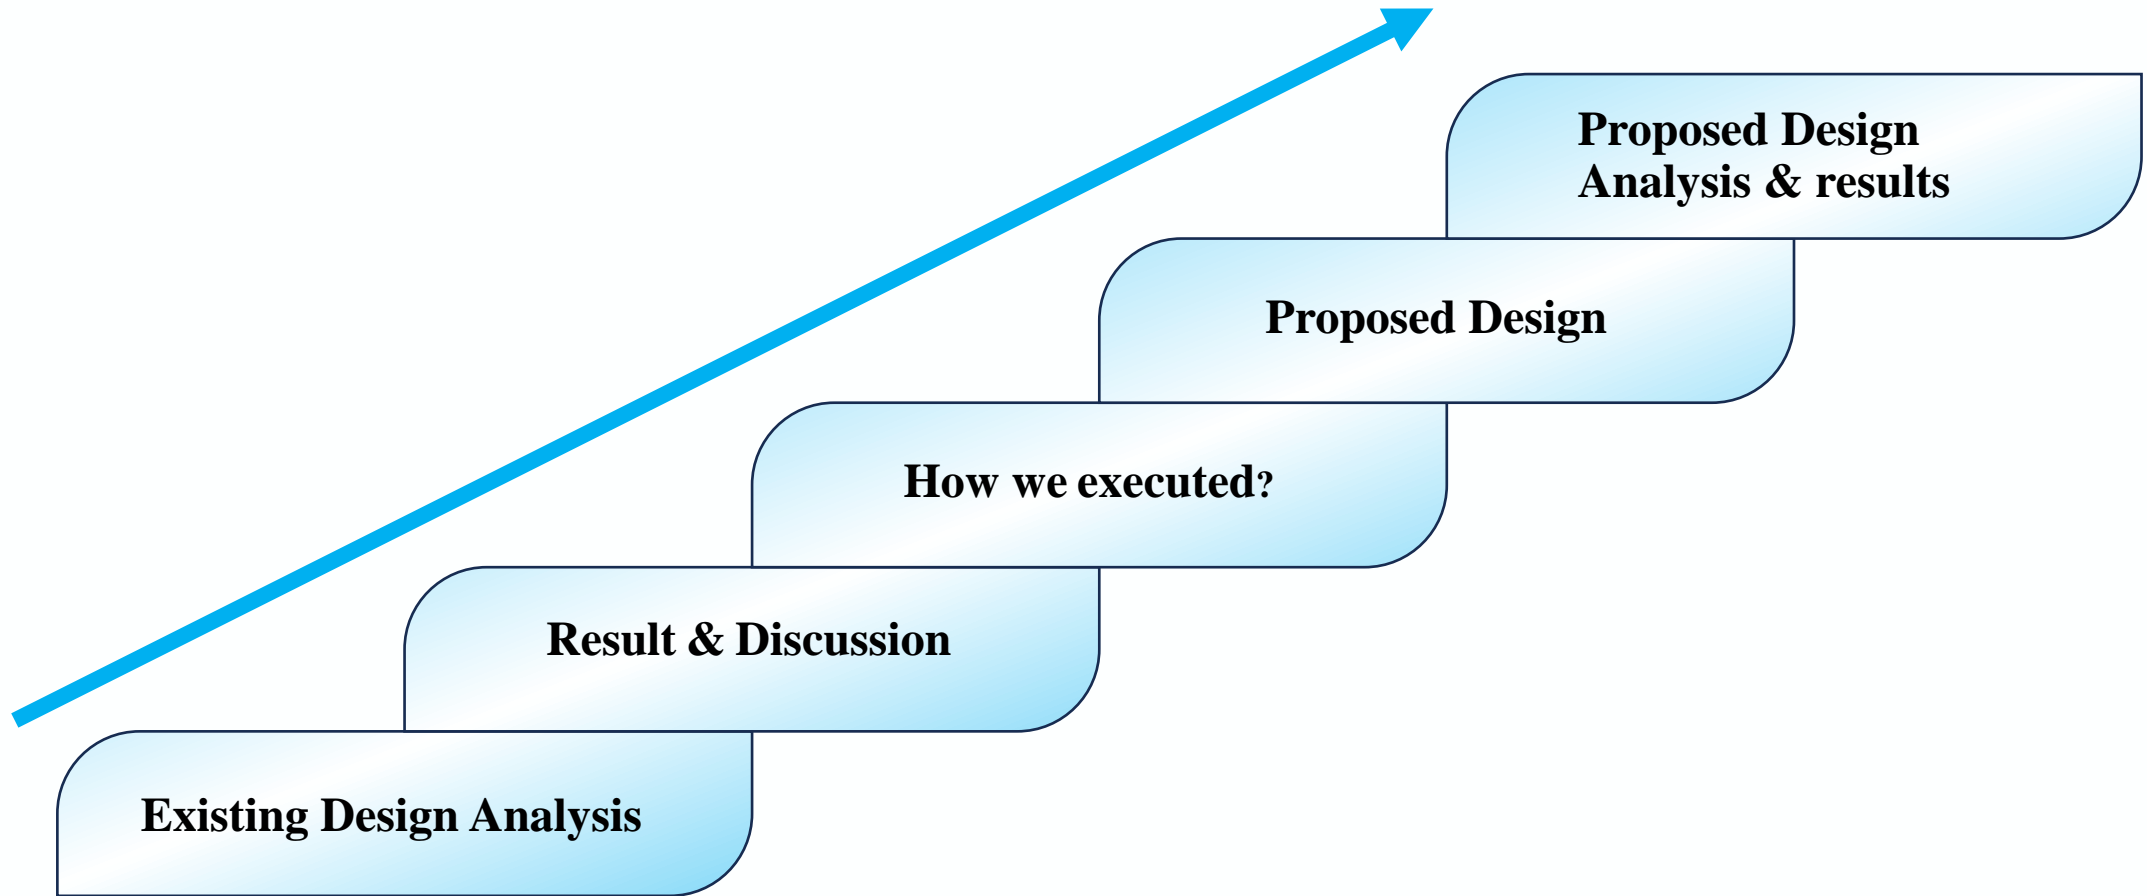 Proposed Design
Analysis & results
Proposed Design
How we executed?
Result & Discussion
Existing Design Analysis